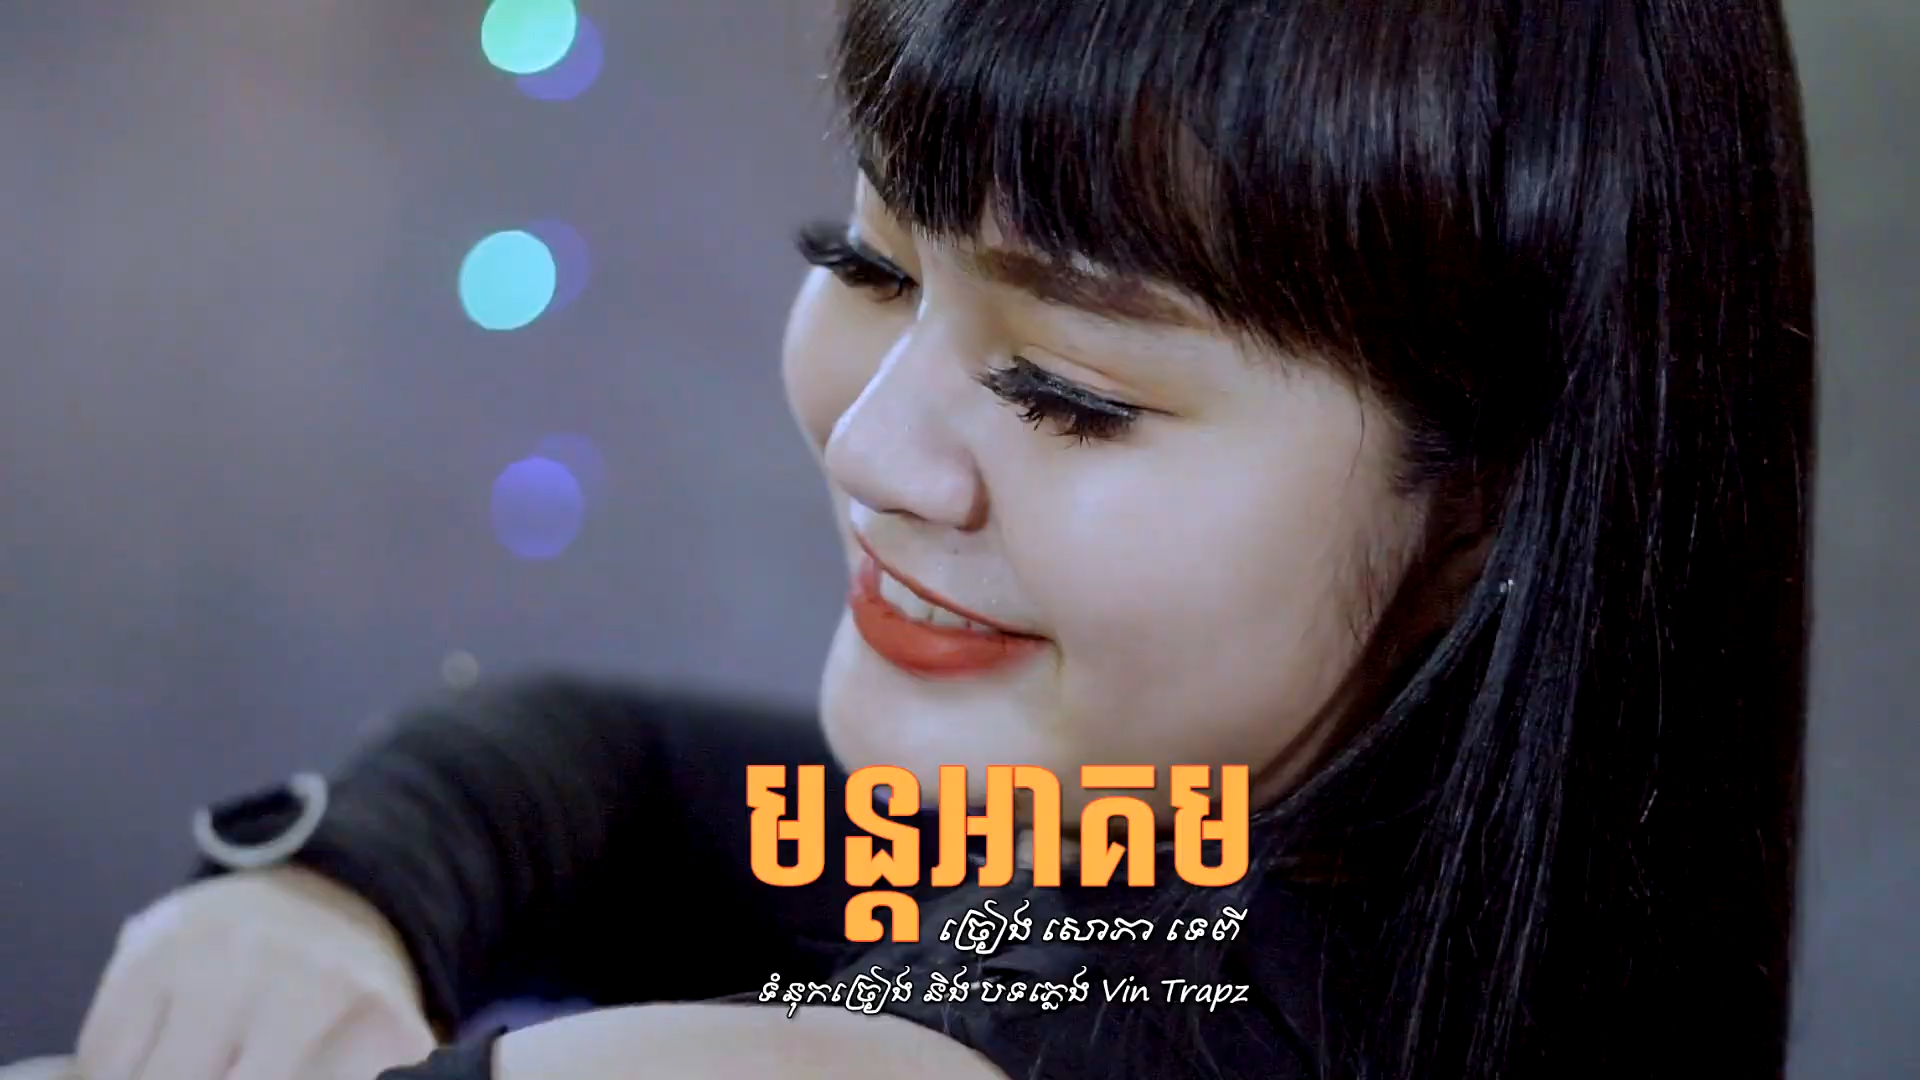 មន្តអាគម
ច្រៀង សោភា ទេពី
ទំនុកច្រៀង និង បទភ្លេង Vin Trapz